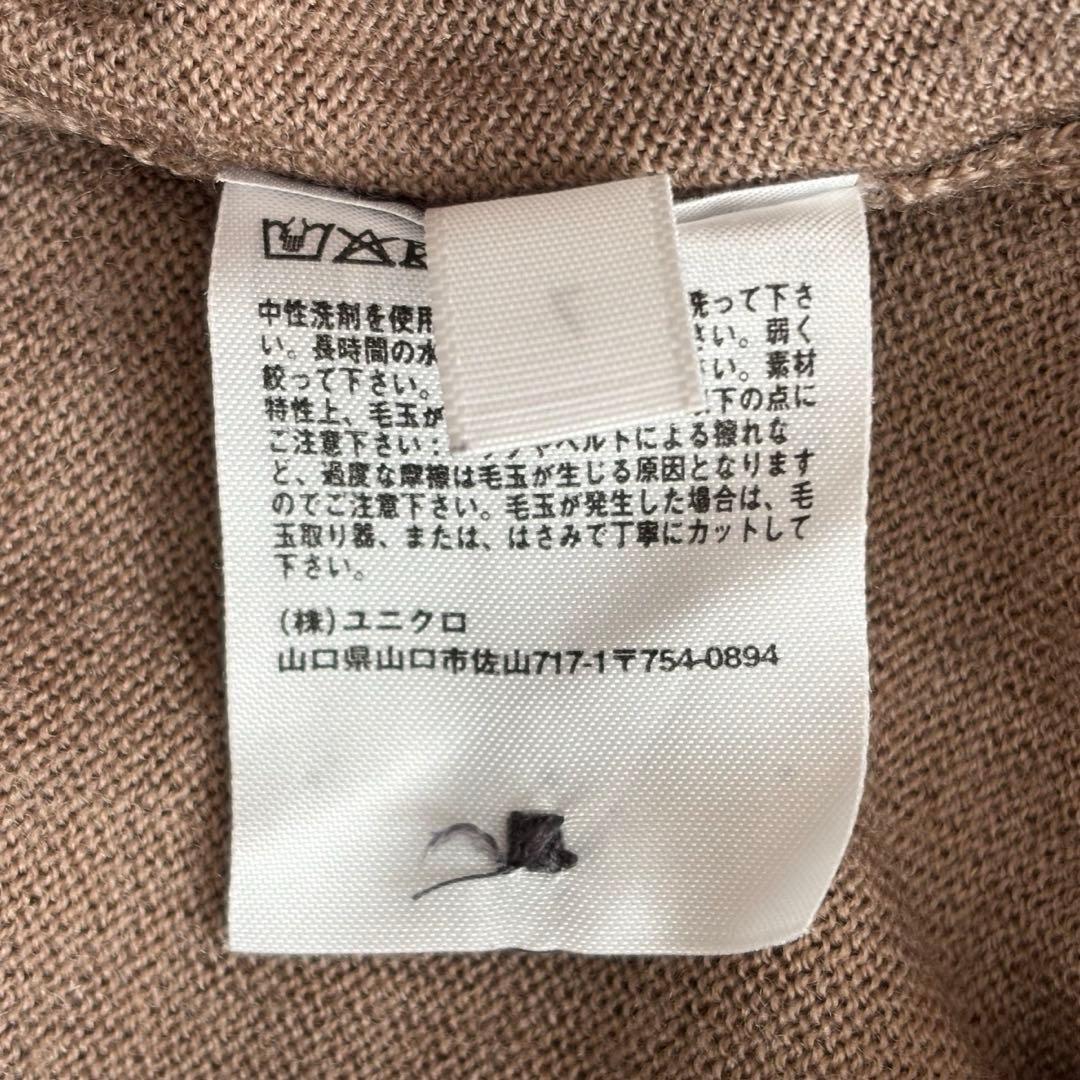 中性洗剤を使用 洗って下さ
い。長時間の水 さい。弱く
絞って下さい。 い。素材
特性上、毛玉が 下の点に
ご注意下さい: やベルトによる擦れな
ど、過度な摩擦は毛玉が生じる原因となります
のでご注意下さい。毛玉が発生した場合は、毛
玉取り器、または、はさみで丁寧にカットして
下さい。
(株)ユニクロ
山口県山口市佐山717-1〒754-0894